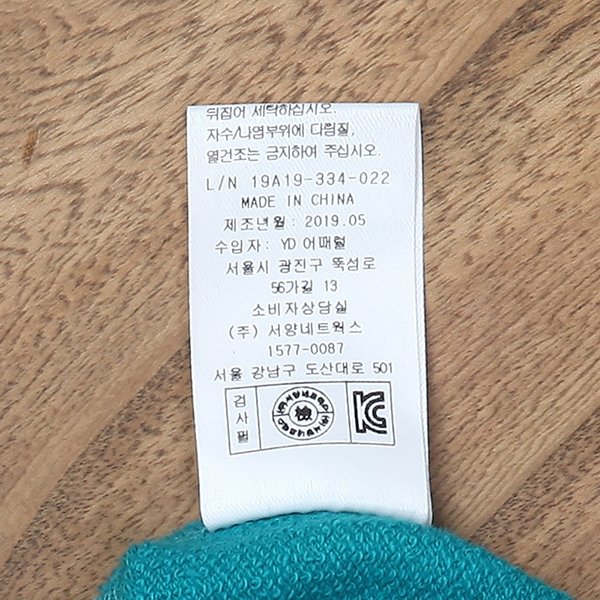 뒤집어 세탁하십시오.
자수/나염부위에 다림질,
열건조는 금지하여 주십시오.
L/N 19A19-334-022
MADE IN CHINA
제조년월 : 2019.05
수입자: YD 어패럴
서울시 광진구 뚝섬로
56가길 13
소비자상담실
(주) 서양네트웍스
1577-0087
서울 강남구 도산대로 501
검사필
檢
KC